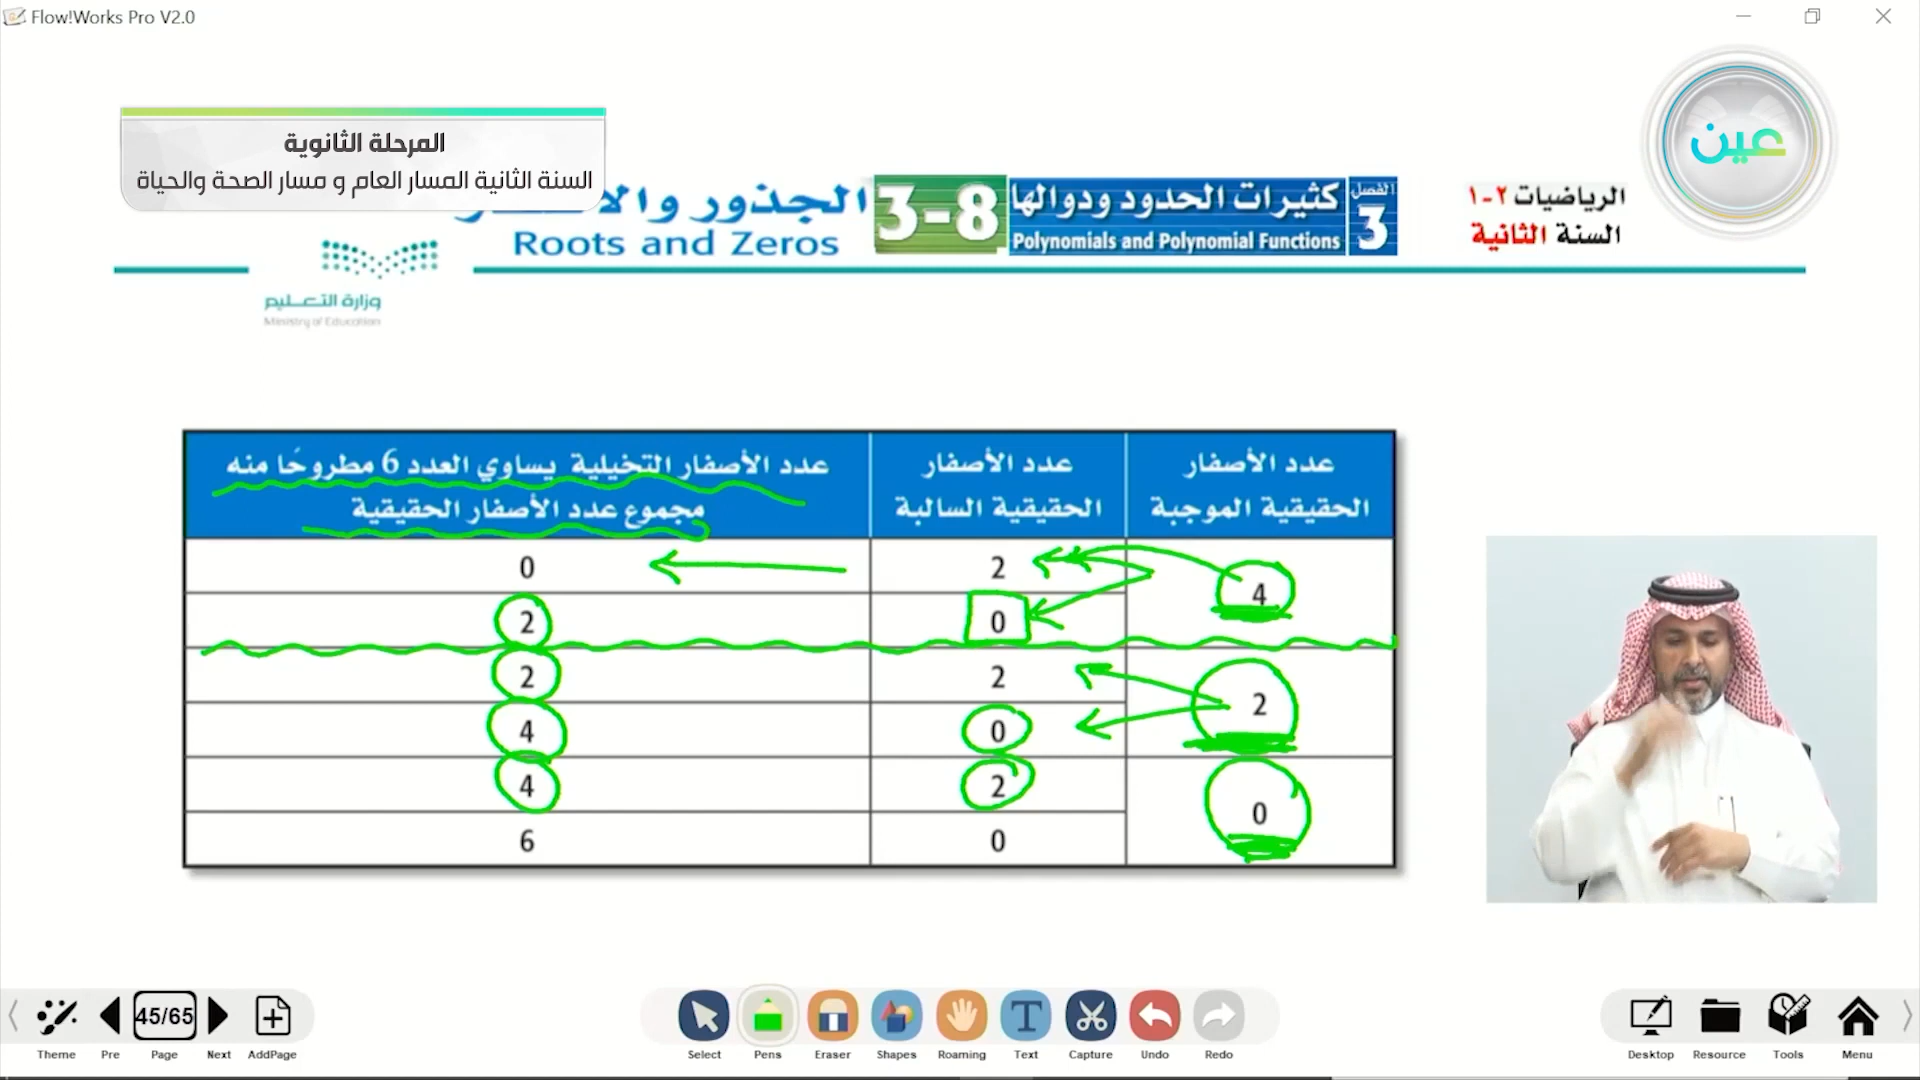 Flow!Works Pro V2.0
المرحلة الثانوية
السنة الثانية المسار العام و مسار الصحة والحياة
عين
الرياضيات ٢-١
السنة الثانية
الفصل
3
كثيرات الحدود ودوالها
Polynomials and Polynomial Functions
3-8
الجذور
Roots and Zeros
وزارة التعليم
Ministry of Education
عدد الأصفار الحقيقية الموجبة
عدد الأصفار الحقيقية السالبة
عدد الأصفار التخيلية يساوي العدد 6 مطروحًا منه
مجموع عدد الأصفار الحقيقية
4 2 0
0 2
2 2 2
0 4
0 2 4
0 6
45/65
Theme Pre Page Next AddPage
Select Pens Eraser Shapes Roaming Text Capture Undo Redo
Desktop Resource Tools Menu